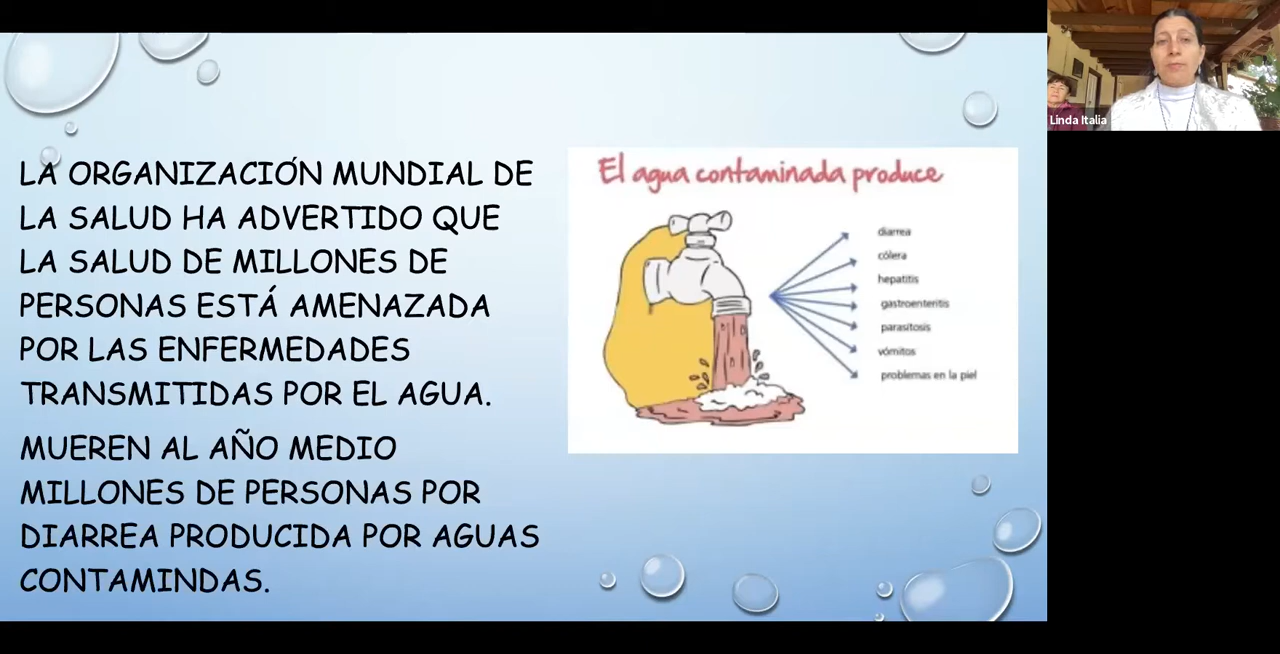 LA ORGANIZACIÓN MUNDIAL DE
LA SALUD HA ADVERTIDO QUE
LA SALUD DE MILLONES DE
PERSONAS ESTÁ AMENAZADA
POR LAS ENFERMEDADES
TRANSMITIDAS POR EL AGUA.
MUEREN AL AÑO MEDIO
MILLONES DE PERSONAS POR
DIARREA PRODUCIDA POR AGUAS
CONTAMINDAS.
El agua contaminada produce
diarrea
cólera
hepatitis
gastroenteritis
parasitosis
vómitos
problemas en la piel
Linda Italia